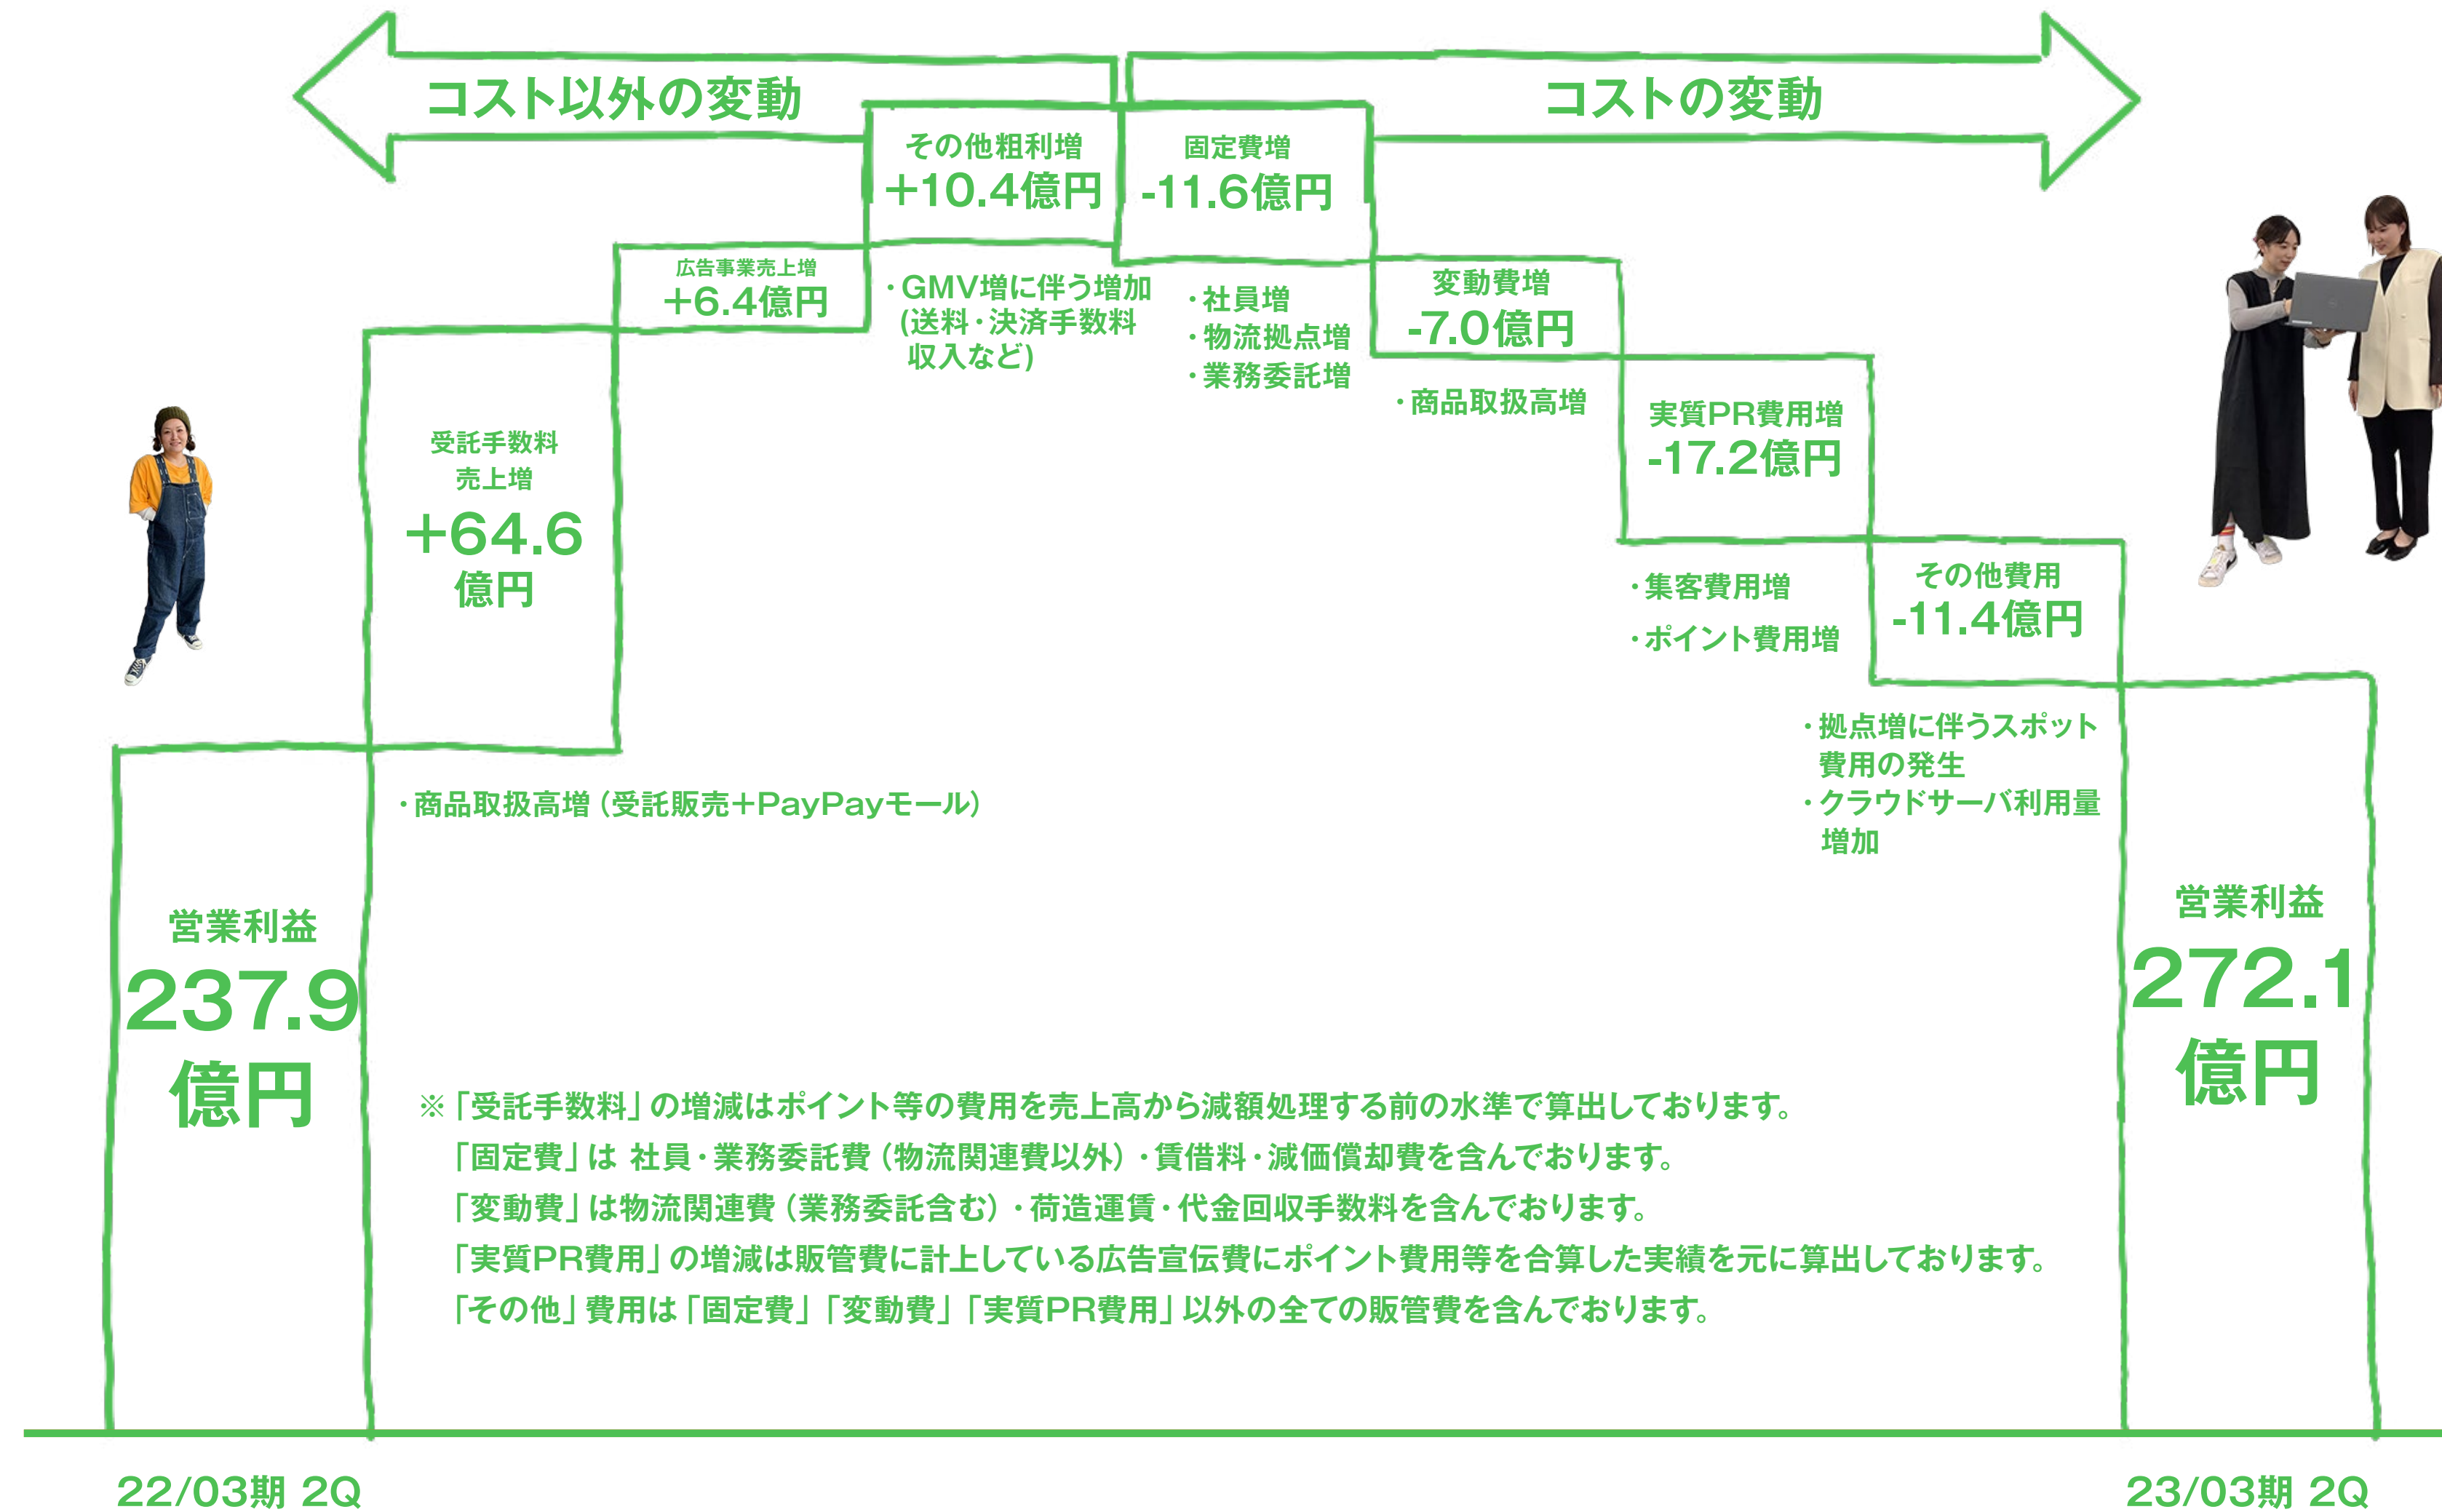 コスト以外の変動
コストの変動
その他粗利増
+10.4億円
固定費増
-11.6億円
広告事業売上増
+6.4億円
・GMV増に伴う増加
(送料・決済手数料
収入など)
・社員増
・物流拠点増
・業務委託増
変動費増
-7.0億円
・商品取扱高増
受託手数料
売上増
+64.6
億円
実質PR費用増
-17.2億円
・集客費用増
・ポイント費用増
その他費用
-11.4億円
・拠点増に伴うスポット
費用の発生
・クラウドサーバ利用量
増加
・商品取扱高増（受託販売+PayPayモール）
営業利益
237.9
億円
営業利益
272.1
億円
※「受託手数料」の増減はポイント等の費用を売上高から減額処理する前の水準で算出しております。
「固定費」は 社員・業務委託費（物流関連費以外）・賃借料・減価償却費を含んでおります。
「変動費」は物流関連費（業務委託含む）・荷造運賃・代金回収手数料を含んでおります。
「実質PR費用」の増減は販管費に計上している広告宣伝費にポイント費用等を合算した実績を元に算出しております。
「その他」費用は「固定費」「変動費」「実質PR費用」以外の全ての販管費を含んでおります。
22/03期 2Q
23/03期 2Q